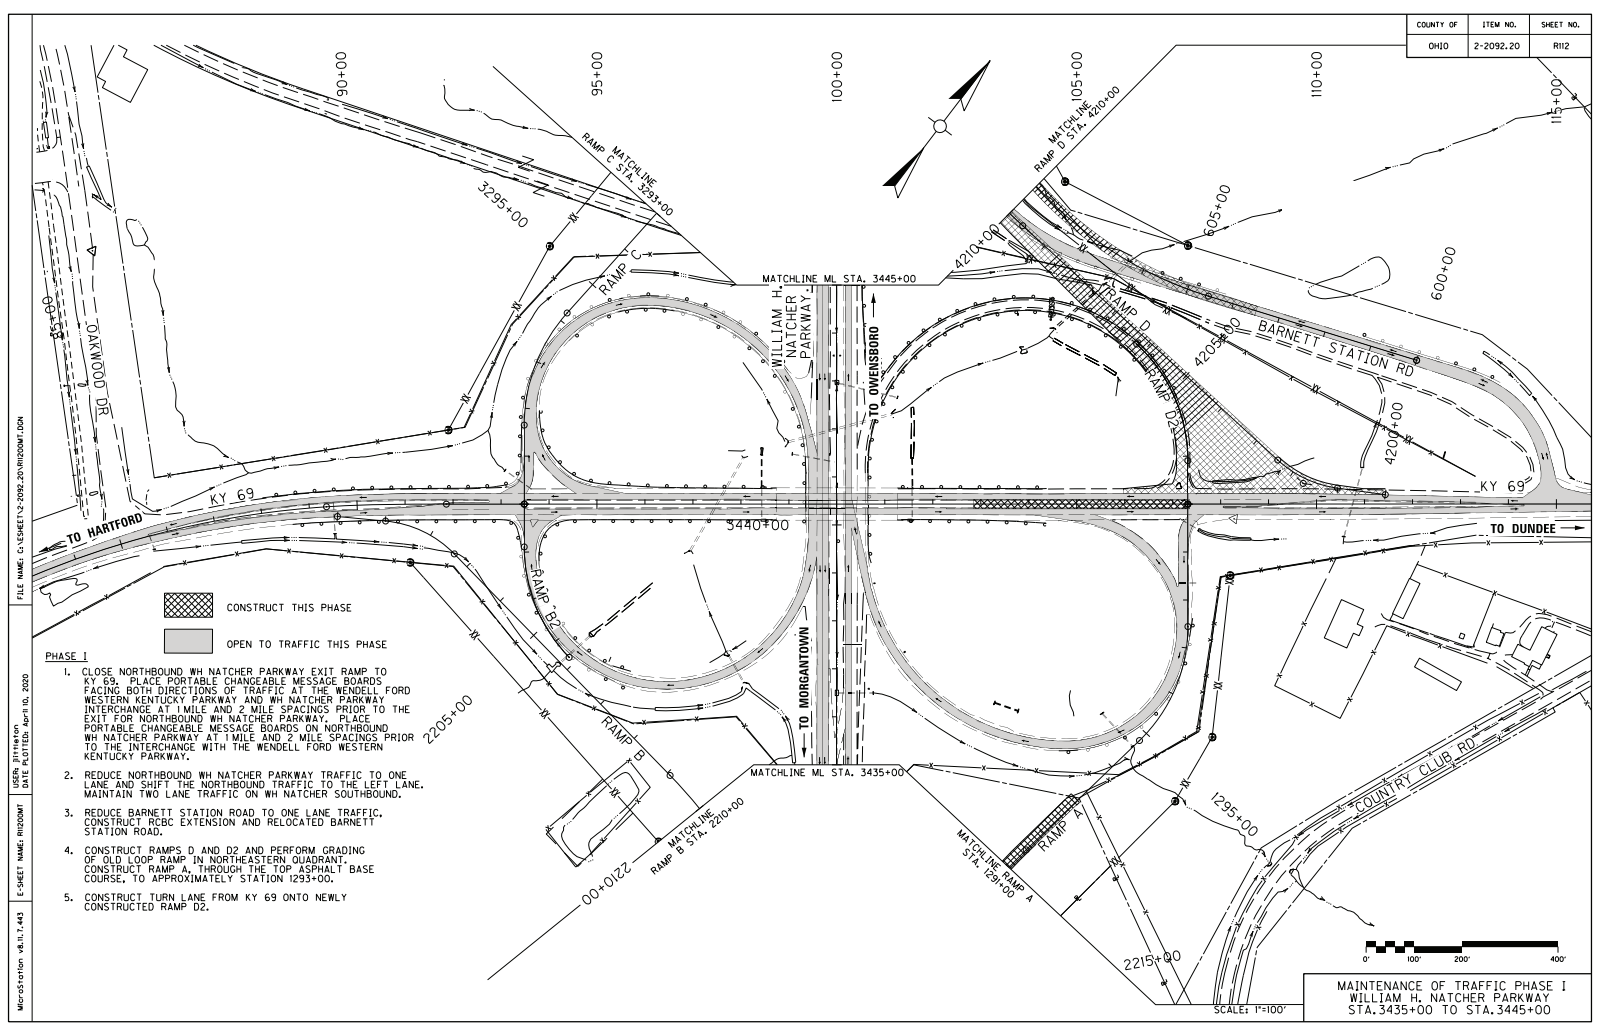 COUNTY OF
ITEM NO.
SHEET NO.
OHIO
2-2092.20
R112
90+00
95+00
100+00
105+00
110+00
115+00
MATCHLINE
RAMP C STA. 3293+00
MATCHLINE
RAMP D STA. 4210+00
3295+00
RAMP C
4210+00
605+00
600+00
MATCHLINE ML STA. 3445+00
WILLIAM H.
NATCHER
PARKWAY
TO OWENSBORO
RAMP D
RAMP D2
4205+00
BARNETT STATION RD
4200+00
85+00
OAKWOOD DR
KY 69
KY 69
TO HARTFORD
TO DUNDEE
3440+00
RAMP B2
TO MORGANTOWN
CONSTRUCT THIS PHASE
OPEN TO TRAFFIC THIS PHASE
PHASE I
1. CLOSE NORTHBOUND WH NATCHER PARKWAY EXIT RAMP TO
KY 69. PLACE PORTABLE CHANGEABLE MESSAGE BOARDS
FACING BOTH DIRECTIONS OF TRAFFIC AT THE WENDELL FORD
WESTERN KENTUCKY PARKWAY AND WH NATCHER PARKWAY
INTERCHANGE AT 1 MILE AND 2 MILE SPACINGS PRIOR TO THE
EXIT FOR NORTHBOUND WH NATCHER PARKWAY. PLACE
PORTABLE CHANGEABLE MESSAGE BOARDS ON NORTHBOUND
WH NATCHER PARKWAY AT 1 MILE AND 2 MILE SPACINGS PRIOR
TO THE INTERCHANGE WITH THE WENDELL FORD WESTERN
KENTUCKY PARKWAY.
2. REDUCE NORTHBOUND WH NATCHER PARKWAY TRAFFIC TO ONE
LANE AND SHIFT THE NORTHBOUND TRAFFIC TO THE LEFT LANE.
MAINTAIN TWO LANE TRAFFIC ON WH NATCHER SOUTHBOUND.
3. REDUCE BARNETT STATION ROAD TO ONE LANE TRAFFIC.
CONSTRUCT RCBC EXTENSION AND RELOCATED BARNETT
STATION ROAD.
4. CONSTRUCT RAMPS D AND D2 AND PERFORM GRADING
OF OLD LOOP RAMP IN NORTHEASTERN QUADRANT.
CONSTRUCT RAMP A, THROUGH THE TOP ASPHALT BASE
COURSE, TO APPROXIMATELY STATION 1293+00.
5. CONSTRUCT TURN LANE FROM KY 69 ONTO NEWLY
CONSTRUCTED RAMP D2.
2205+00
RAMP B
MATCHLINE ML STA. 3435+00
MATCHLINE
RAMP B STA. 2210+00
2210+00
MATCHLINE RAMP A
STA. 1291+00
RAMP A
1295+00
COUNTRY CLUB RD
2215+00
0'
100'
200'
400'
SCALE: 1"=100'
MAINTENANCE OF TRAFFIC PHASE I
WILLIAM H. NATCHER PARKWAY
STA.3435+00 TO STA.3445+00
FILE NAME: C:\ESHEET\2-2092.20\R11200MT.DGN
USER: jlittleton
DATE PLOTTED: April 10, 2020
E-SHEET NAME: R11200MT
MicroStation v8.11.7.443